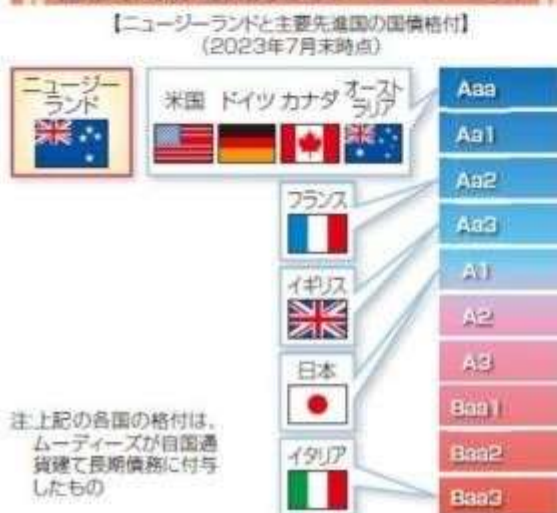 【ニュージーランドと主要先進国の国債格付】
(2023年7月末時点)
ニュージー
ランド
米国 ドイツ カナダ オースト
ラリア
フランス
イギリス
日本
イタリア
Aaa
Aa1
Aa2
Aa3
A1
A2
A3
Baa1
Baa2
Baa3
注:上記の各国の格付は、
ムーディーズが自国通
貨建て長期債務に付与
したもの